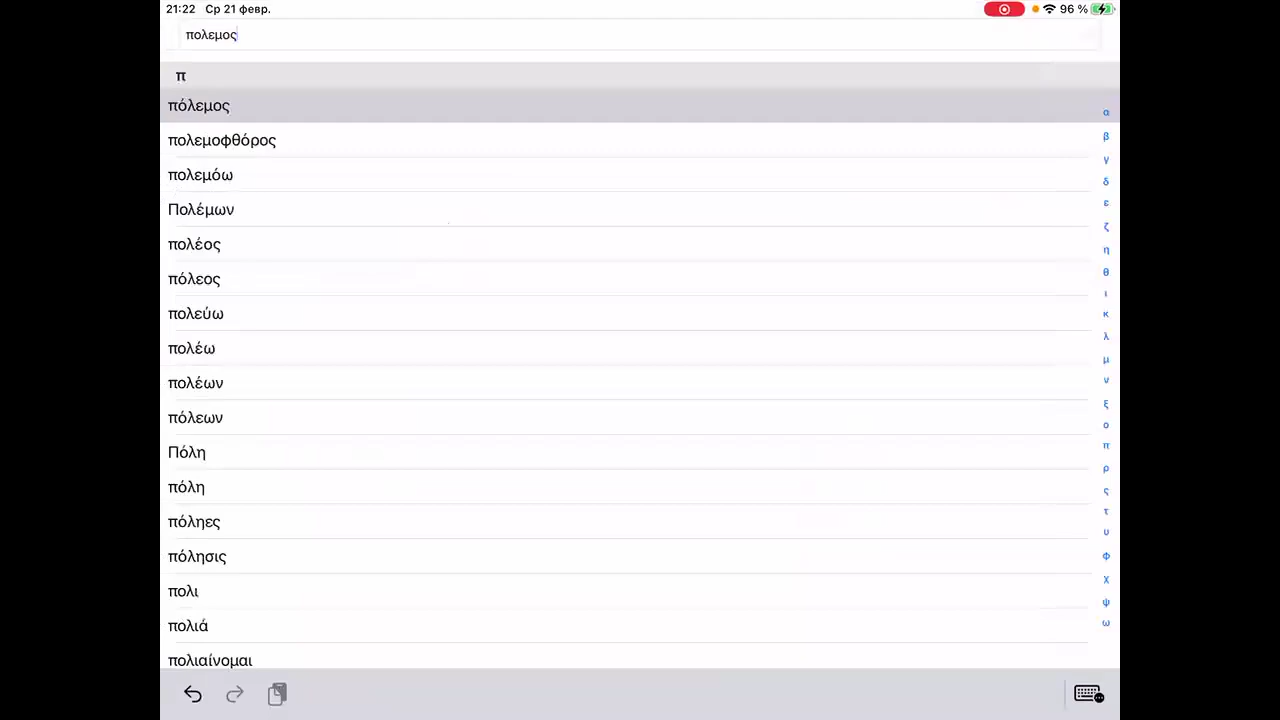 21:22 Ср 21 февр. 96 %
πολεμος
π
πόλεμος
πολεμοφθόρος
πολεμόω
Πολέμων
πολέος
πόλεος
πολεύω
πολέω
πολέων
πόλεων
Πόλη
πόλη
πόληες
πόλησις
πολι
πολιά
πολιαίνομαι
α
β
γ
δ
ε
ζ
η
θ
ι
κ
λ
μ
ν
ξ
ο
π
ρ
ς
τ
υ
φ
χ
ψ
ω